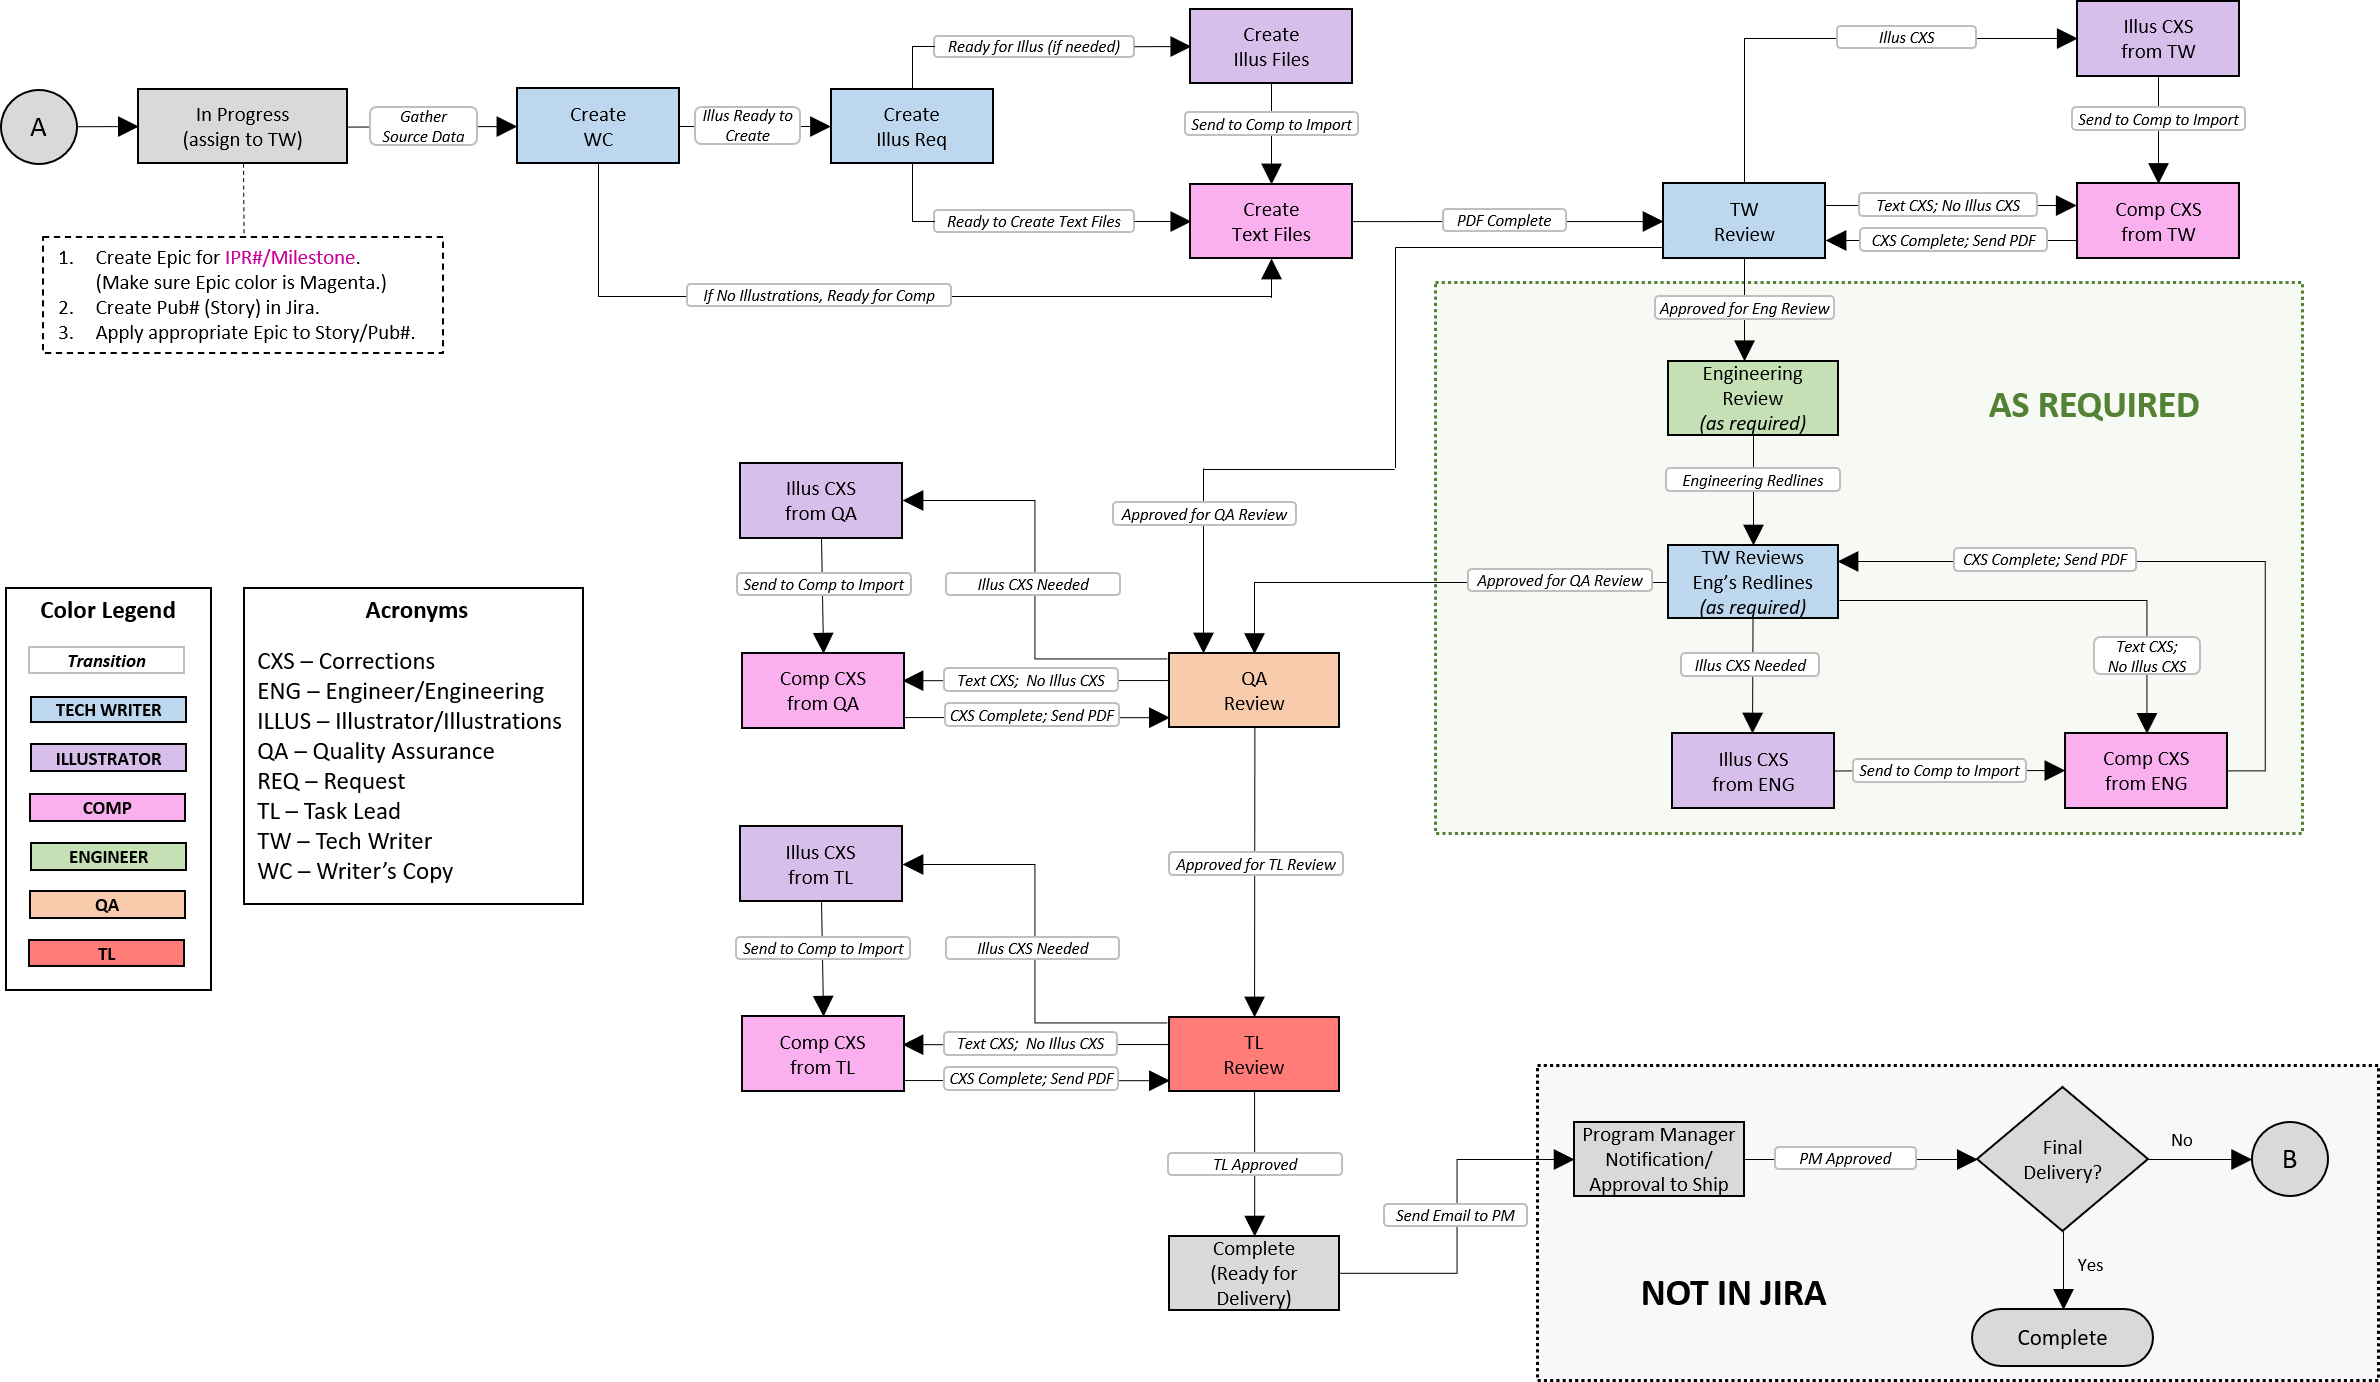 A
In Progress
(assign to TW)
Gather
Source Data
Create
WC
Illus Ready to
Create
Create
Illus Req
Ready for Illus (if needed)
Create
Illus Files
Send to Comp to Import
Ready to Create Text Files
Create
Text Files
If No Illustrations, Ready for Comp
PDF Complete
TW
Review
Illus CXS
Illus CXS
from TW
Send to Comp to Import
Text CXS; No Illus CXS
CXS Complete; Send PDF
Comp CXS
from TW
1. Create Epic for IPR#/Milestone.
(Make sure Epic color is Magenta.)
2. Create Pub# (Story) in Jira.
3. Apply appropriate Epic to Story/Pub#.
Approved for Eng Review
Engineering
Review
(as required)
AS REQUIRED
Engineering Redlines
TW Reviews
Eng's Redlines
(as required)
CXS Complete; Send PDF
Approved for QA Review
Illus CXS Needed
Text CXS;
No Illus CXS
Illus CXS
from ENG
Send to Comp to Import
Comp CXS
from ENG
Approved for QA Review
Illus CXS
from QA
Send to Comp to Import
Illus CXS Needed
Comp CXS
from QA
Text CXS;  No Illus CXS
CXS Complete; Send PDF
QA
Review
Approved for TL Review
Illus CXS
from TL
Send to Comp to Import
Illus CXS Needed
Comp CXS
from TL
Text CXS;  No Illus CXS
CXS Complete; Send PDF
TL
Review
TL Approved
Complete
(Ready for
Delivery)
Send Email to PM
Program Manager
Notification/
Approval to Ship
PM Approved
Final
Delivery?
No
B
Yes
Complete
NOT IN JIRA
Color Legend
Transition
TECH WRITER
ILLUSTRATOR
COMP
ENGINEER
QA
TL
Acronyms
CXS – Corrections
ENG – Engineer/Engineering
ILLUS – Illustrator/Illustrations
QA – Quality Assurance
REQ – Request
TL – Task Lead
TW – Tech Writer
WC – Writer's Copy